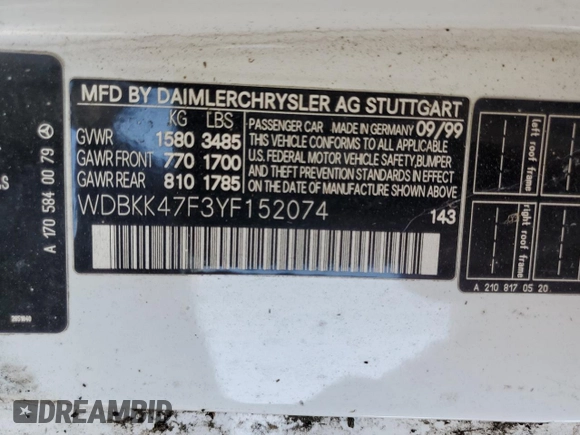 MFD BY DAIMLERCHRYSLER AG STUTTGART
KG LBS
GVWR 1580 3485
GAWR FRONT 770 1700
GAWR REAR 810 1785
PASSENGER CAR MADE IN GERMANY 09/99
THIS VEHICLE CONFORMS TO ALL APPLICABLE
U.S. FEDERAL MOTOR VEHICLE SAFETY, BUMPER
AND THEFT PREVENTION STANDARDS IN EFFECT
ON THE DATE OF MANUFACTURE SHOWN ABOVE.
WDBKK47F3YF152074
143
A 170 584 00 79
LS
left roof frame
right roof frame
A 210 817 05 20
DREAMBID